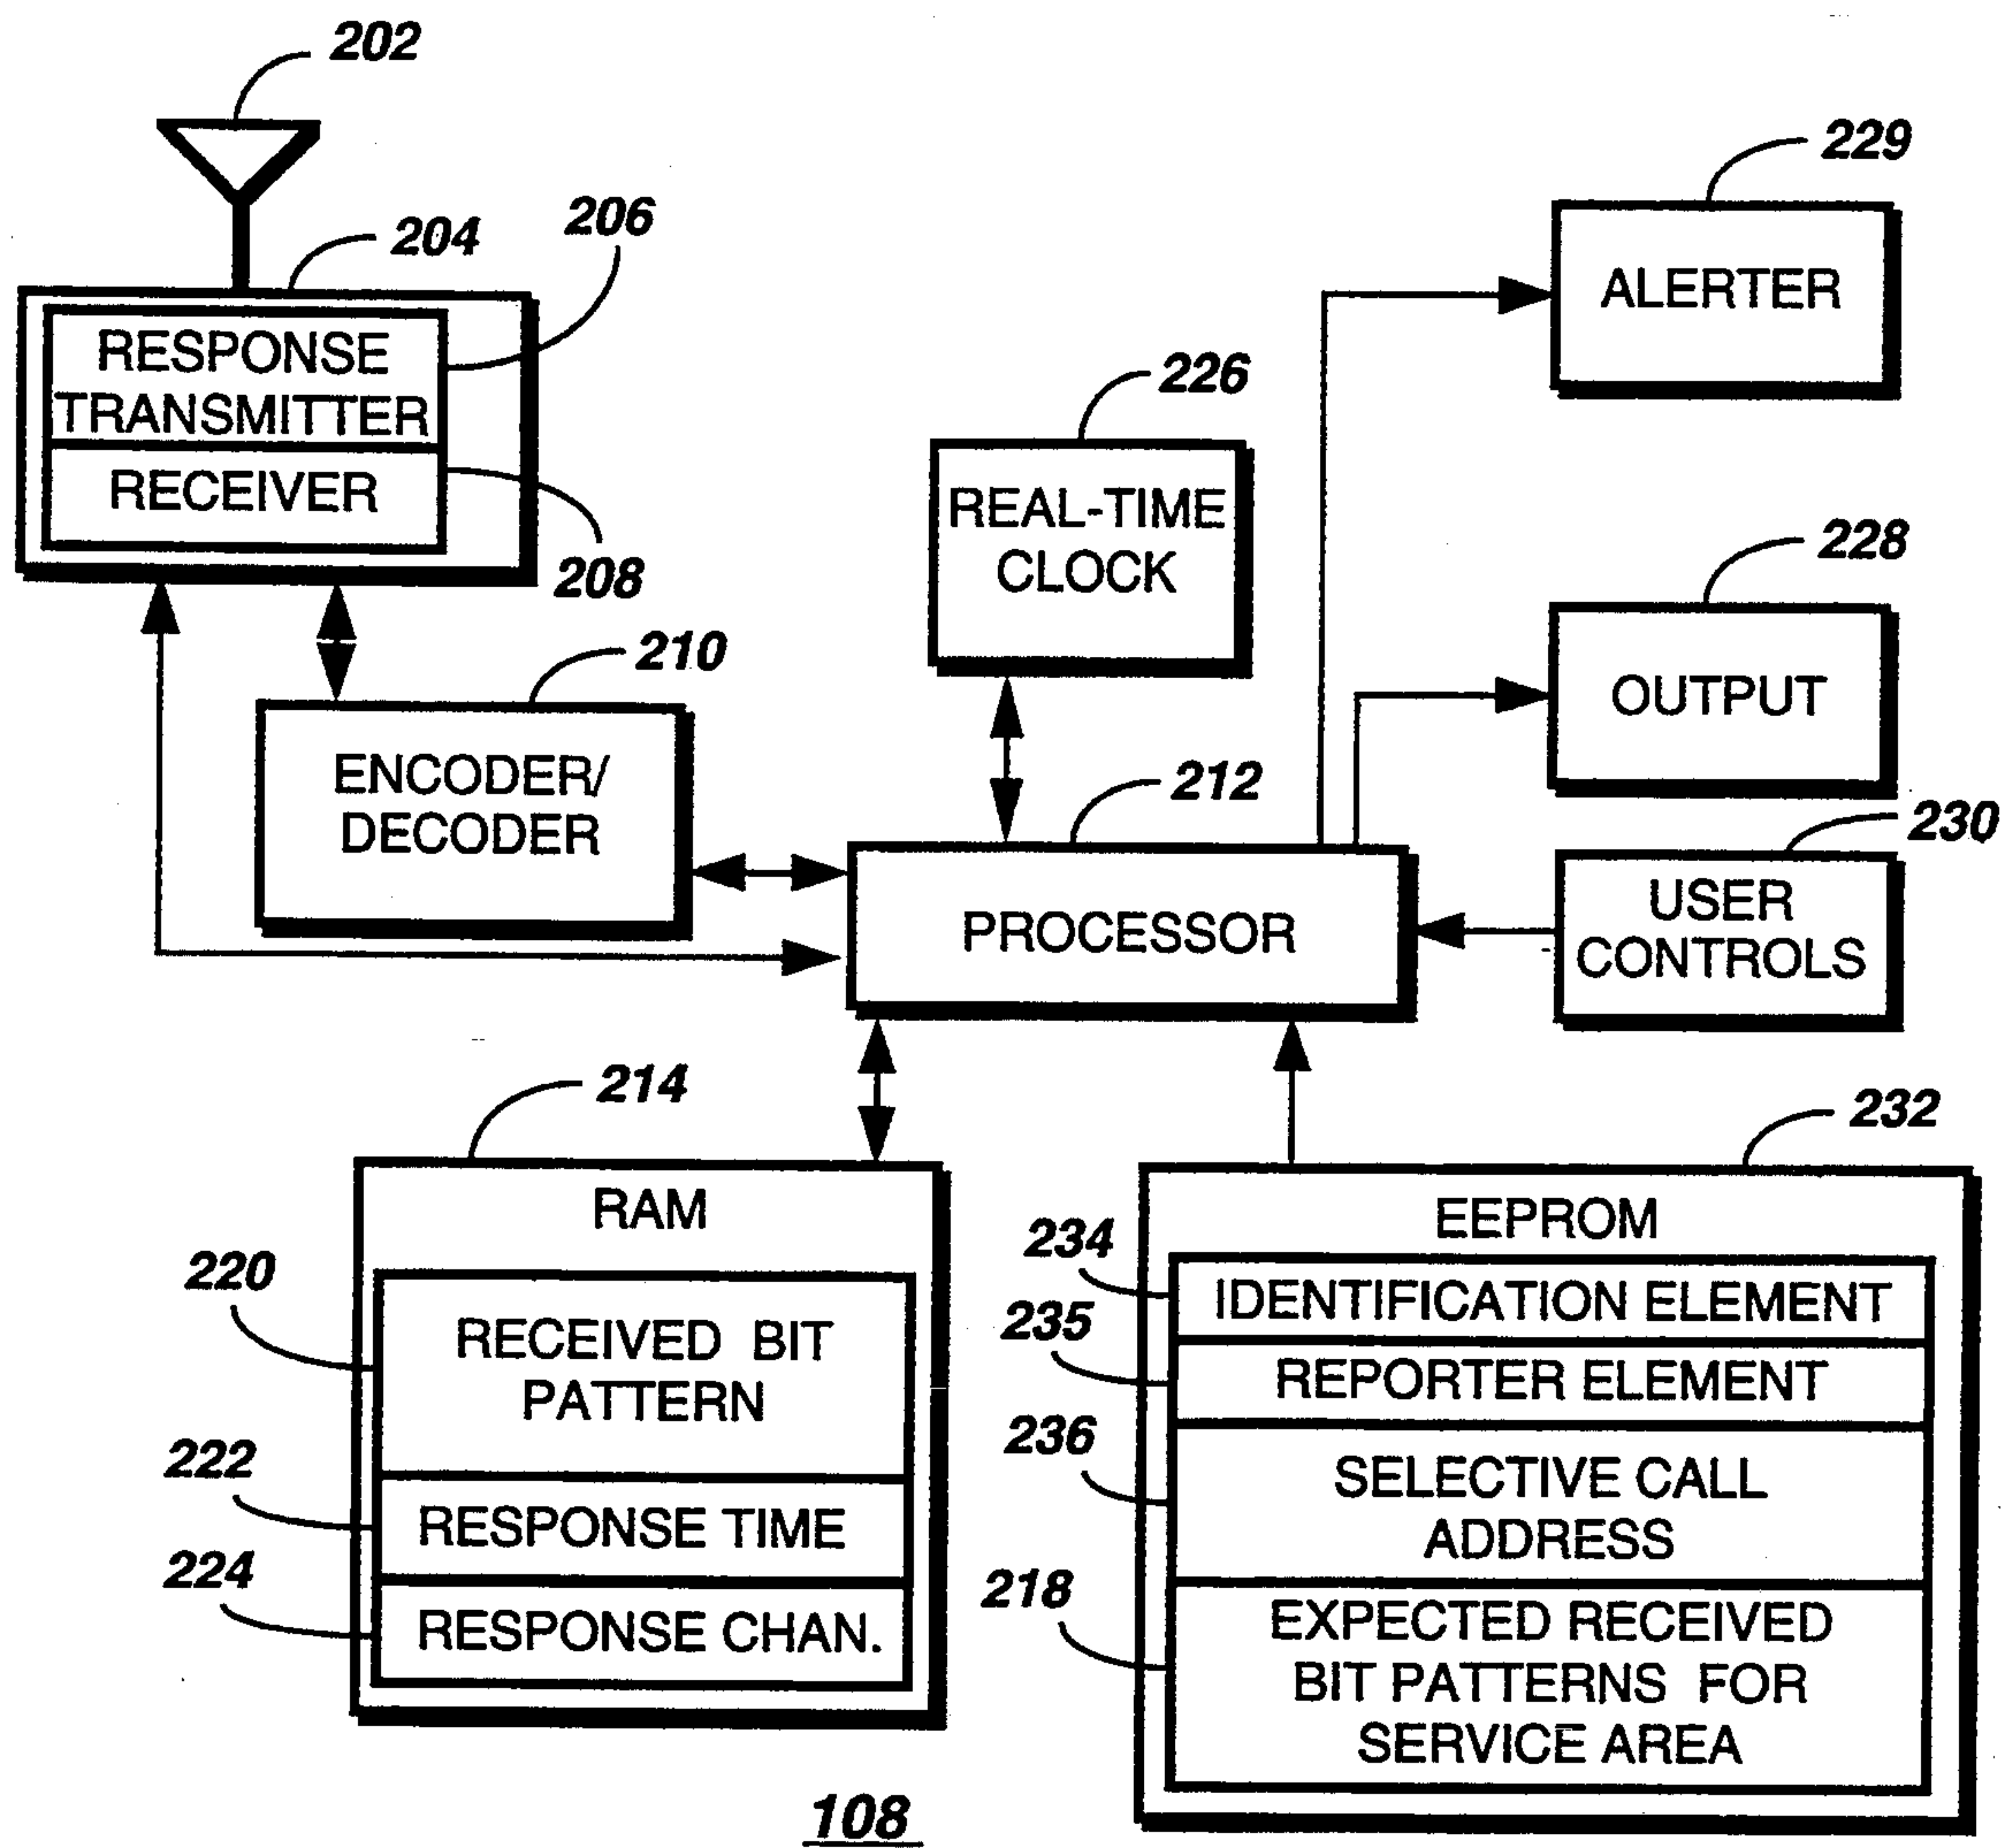 202
229
206
204
ALERTER
RESPONSE
TRANSMITTER
226
RECEIVER
REAL-TIME
CLOCK
228
208
210
OUTPUT
ENCODER/
DECODER
212
230
USER
CONTROLS
PROCESSOR
214
232
RAM
EEPROM
234
220
IDENTIFICATION ELEMENT
235
RECEIVED BIT
PATTERN
REPORTER ELEMENT
236
222
SELECTIVE CALL
ADDRESS
RESPONSE TIME
224
218
RESPONSE CHAN.
EXPECTED RECEIVED
BIT PATTERNS FOR
SERVICE AREA
108